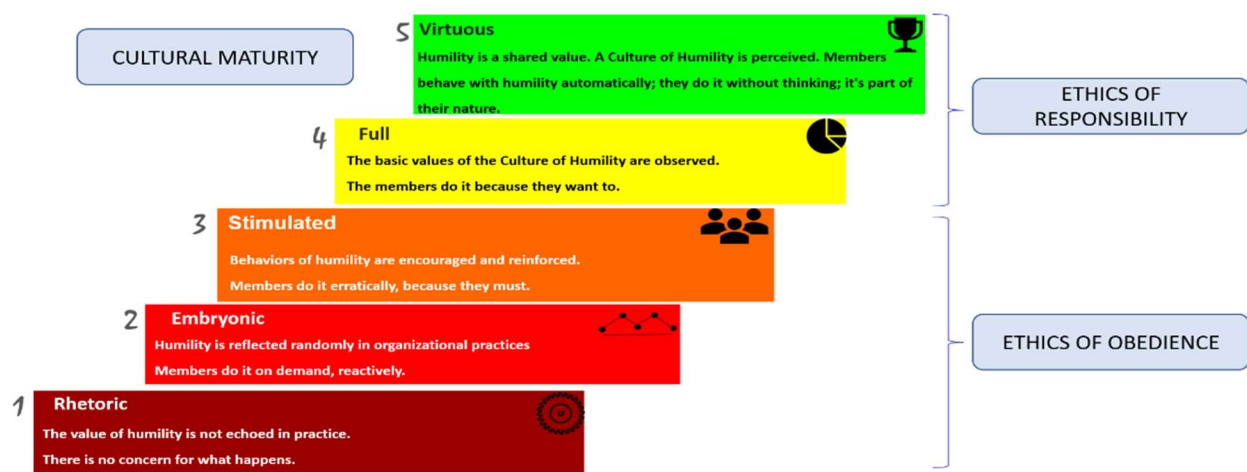 CULTURAL MATURITY
5 Virtuous
Humility is a shared value. A Culture of Humility is perceived. Members
behave with humility automatically; they do it without thinking; it's part of
their nature.
4 Full
The basic values of the Culture of Humility are observed.
The members do it because they want to.
ETHICS OF
RESPONSIBILITY
3 Stimulated
Behaviors of humility are encouraged and reinforced.
Members do it erratically, because they must.
2 Embryonic
Humility is reflected randomly in organizational practices
Members do it on demand, reactively.
1 Rhetoric
The value of humility is not echoed in practice.
There is no concern for what happens.
ETHICS OF OBEDIENCE